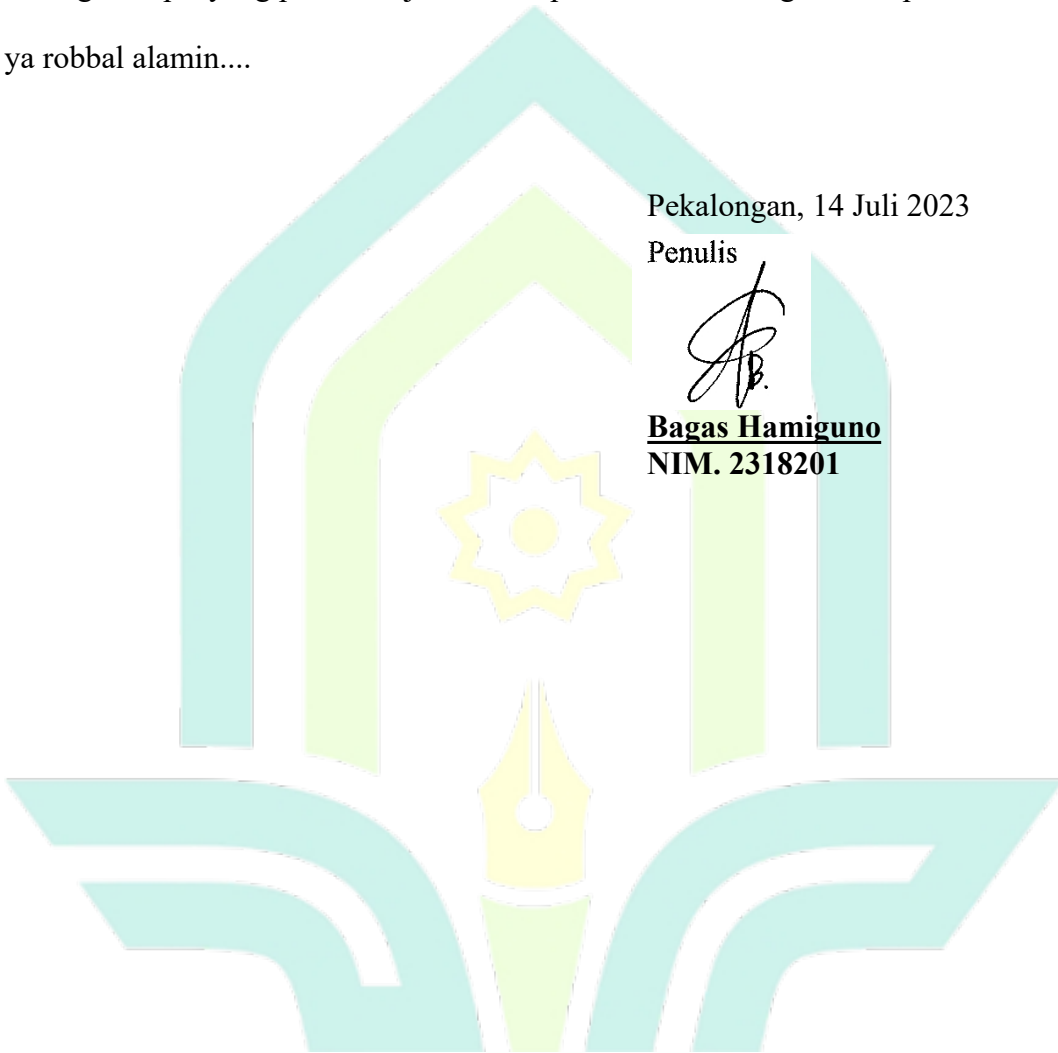 ya robbal alamin....
Pekalongan, 14 Juli 2023
Penulis
B.
Bagas Hamiguno
NIM. 2318201